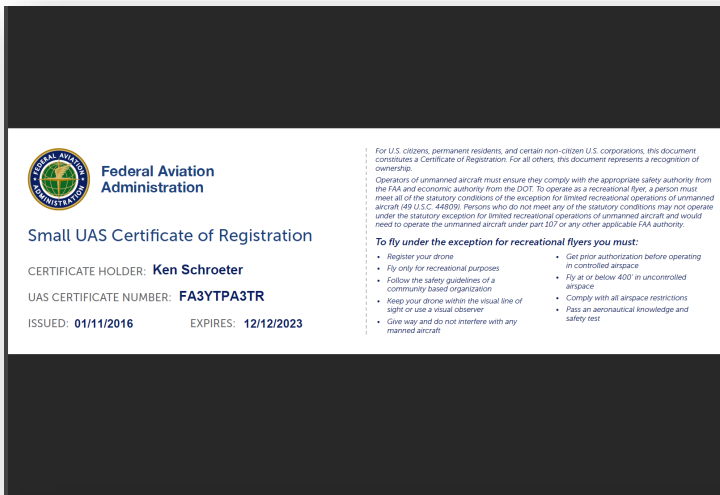 FEDERAL AVIATION
ADMINISTRATION
Federal Aviation
Administration
Small UAS Certificate of Registration
CERTIFICATE HOLDER: Ken Schroeter
UAS CERTIFICATE NUMBER: FA3YTPA3TR
ISSUED: 01/11/2016 EXPIRES: 12/12/2023
For U.S. citizens, permanent residents, and certain non-citizen U.S. corporations, this document
constitutes a Certificate of Registration. For all others, this document represents a recognition of
ownership.
Operators of unmanned aircraft must ensure they comply with the appropriate safety authority from
the FAA and economic authority from the DOT. To operate as a recreational flyer, a person must
meet all of the statutory conditions of the exception for limited recreational operations of unmanned
aircraft (49 U.S.C. 44809). Persons who do not meet any of the statutory conditions may not operate
under the statutory exception for limited recreational operations of unmanned aircraft and would
need to operate the unmanned aircraft under part 107 or any other applicable FAA authority.
To fly under the exception for recreational flyers you must:
• Register your drone
• Fly only for recreational purposes
• Follow the safety guidelines of a
community based organization
• Keep your drone within the visual line of
sight or use a visual observer
• Give way and do not interfere with any
manned aircraft
• Get prior authorization before operating
in controlled airspace
• Fly at or below 400' in uncontrolled
airspace
• Comply with all airspace restrictions
• Pass an aeronautical knowledge and
safety test